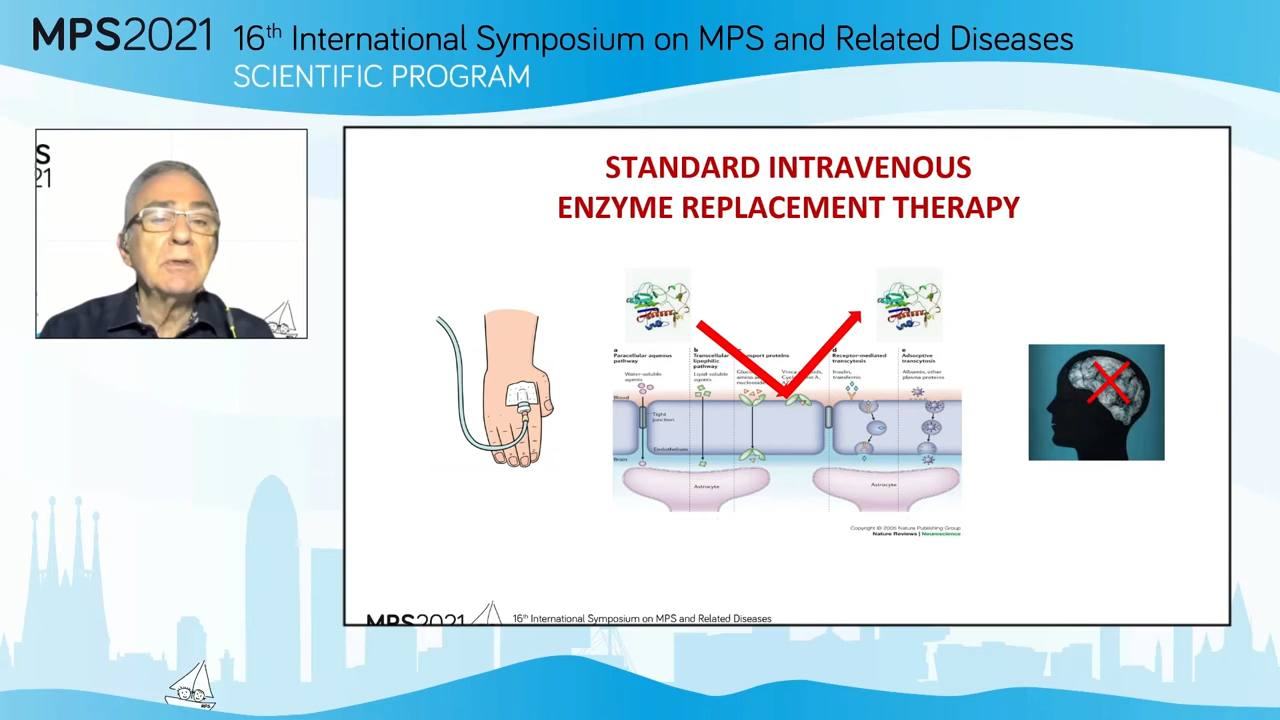 MPS2021 16th International Symposium on MPS and Related Diseases
SCIENTIFIC PROGRAM
S
21
STANDARD INTRAVENOUS
ENZYME REPLACEMENT THERAPY
a
Paracellular aqueous
pathway
Water-soluble
agents
b
Transcellular
lipophilic
pathway
Lipid-soluble
agents
d
Receptor-mediated
transcytosis
Insulin,
transferrin
e
Adsorptive
transcytosis
Albumin, other
plasma proteins
Blood
Tight
junction
Endothelium
Brain
Astrocyte
Astrocyte
Copyright © 2006 Nature Publishing Group
Nature Reviews | Neuroscience
MPS2021 16th International Symposium on MPS and Related Diseases
MPS